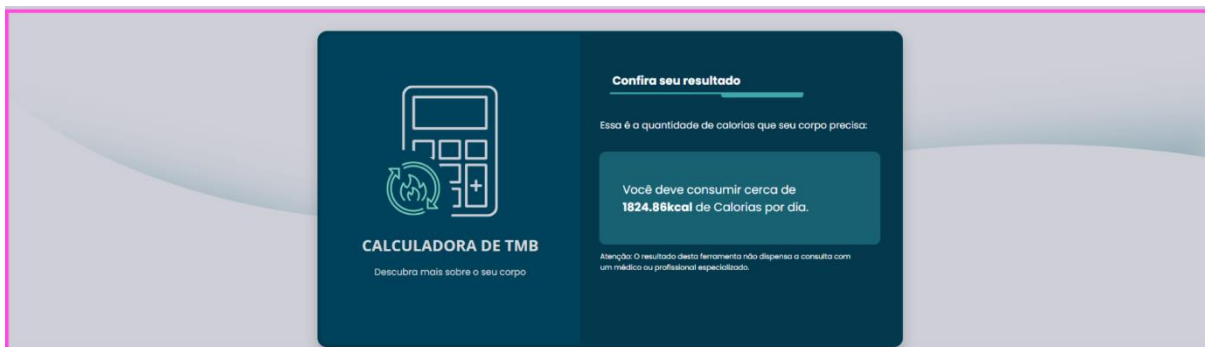 CALCULADORA DE TMB
Descubra mais sobre o seu corpo
Confira seu resultado
Essa é a quantidade de calorias que seu corpo precisa:
Você deve consumir cerca de
1824.86kcal de Calorias por dia.
Atenção: O resultado desta ferramenta não dispensa a consulta com
um médico ou profissional especializado.